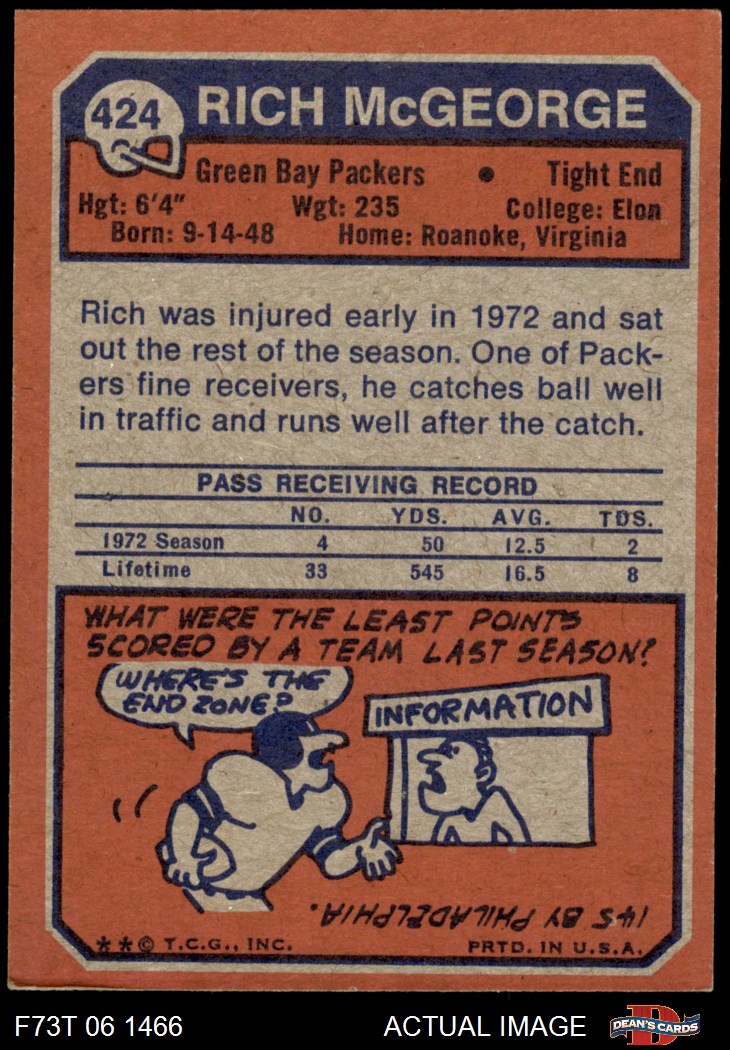 424 RICH McGEORGE
Green Bay Packers • Tight End
Hgt: 6'4" Wgt: 235 College: Elon
Born: 9-14-48 Home: Roanoke, Virginia
Rich was injured early in 1972 and sat
out the rest of the season. One of Pack-
ers fine receivers, he catches ball well
in traffic and runs well after the catch.
PASS RECEIVING RECORD
NO. YDS. AVG. TDS.
1972 Season 4 50 12.5 2
Lifetime 33 545 16.5 8
WHAT WERE THE LEAST POINTS
SCORED BY A TEAM LAST SEASON?
WHERE'S THE
END ZONE?
INFORMATION
145 BY PHILADELPHIA.
**© T.C.G., INC. PRTD. IN U.S.A.
F73T 06 1466 ACTUAL IMAGE D DEAN'S CARDS